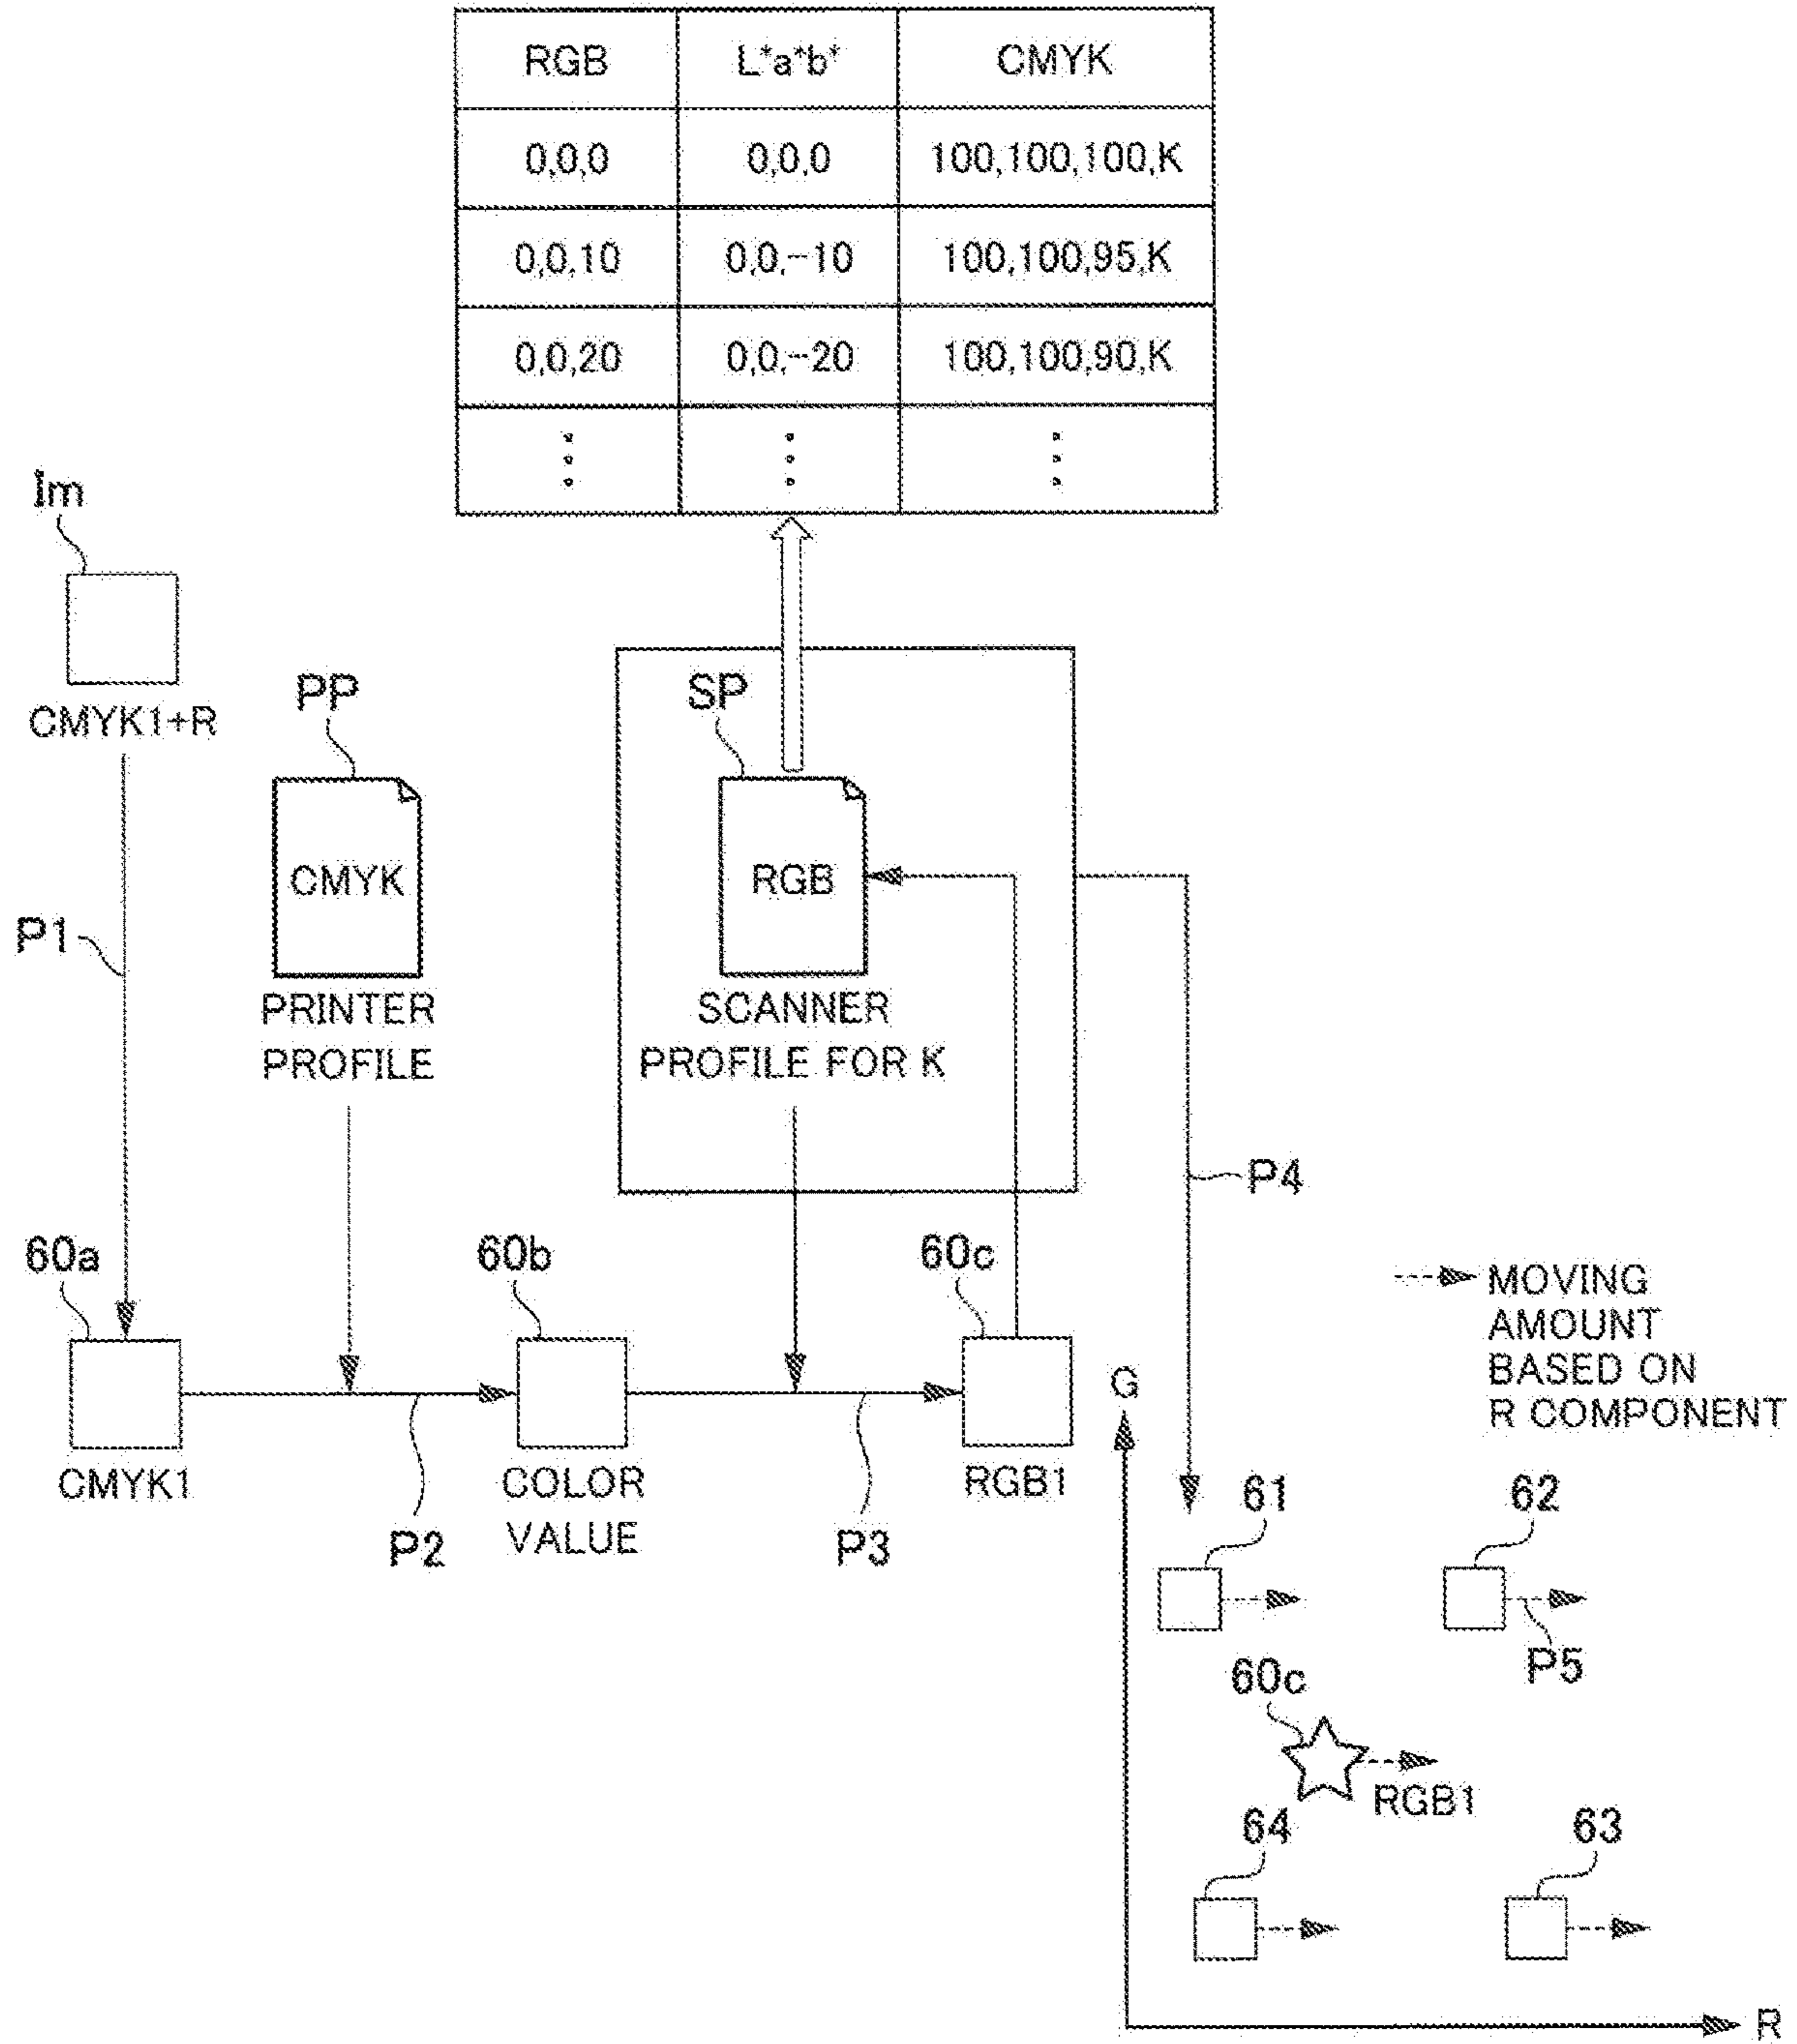 RGB L*a*b* CMYK
0,0,0 0,0,0 100,100,100,K
0,0,10 0,0,-10 100,100,95,K
0,0,20 0,0,-20 100,100,90,K
Im
CMYK1+R
PP
SP
CMYK
RGB
P1
PRINTER
PROFILE
SCANNER
PROFILE FOR K
P4
60a
60b
60c
MOVING
AMOUNT
BASED ON
R COMPONENT
G
CMYK1
COLOR
VALUE
RGB1
P2
P3
61
62
P5
60c
RGB1
64
63
R